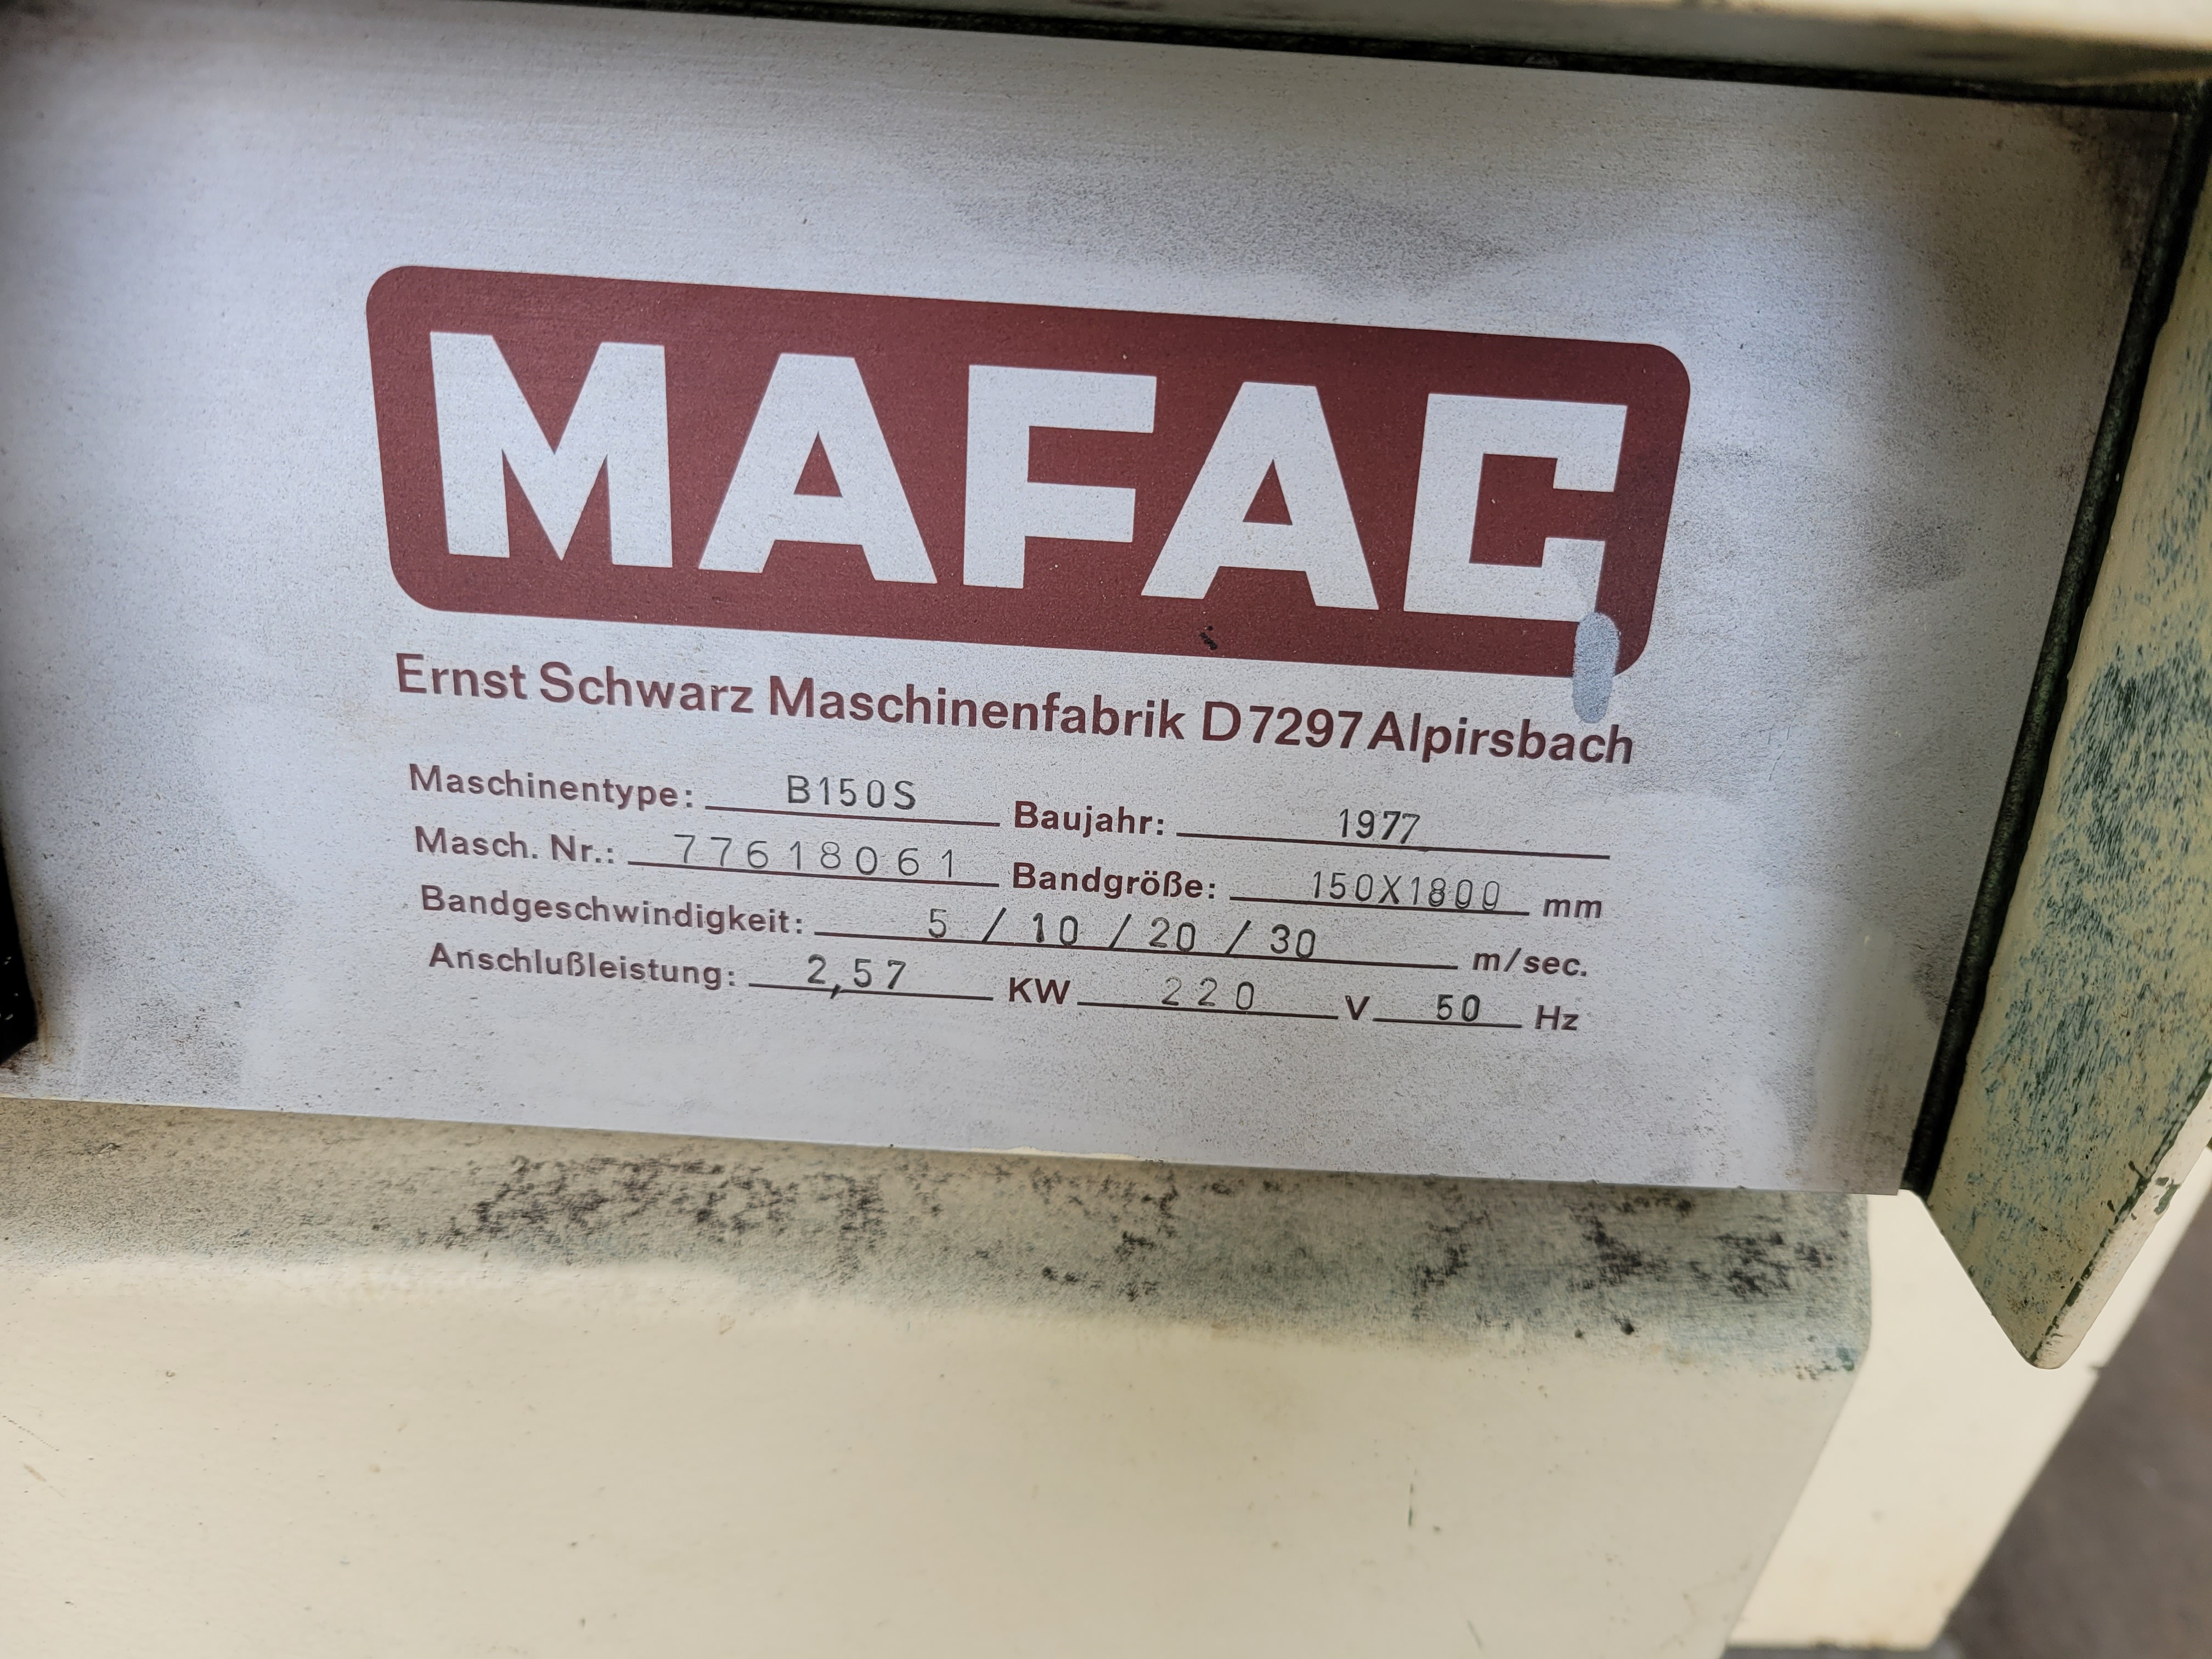 MAFAC
Ernst Schwarz Maschinenfabrik D7297 Alpirsbach
Maschinentype: B150S Baujahr: 1977
Masch. Nr.: 77618061 Bandgröße: 150X1800 mm
Bandgeschwindigkeit: 5 / 10 / 20 / 30 m/sec.
Anschlußleistung: 2,57 KW 220 V 50 Hz